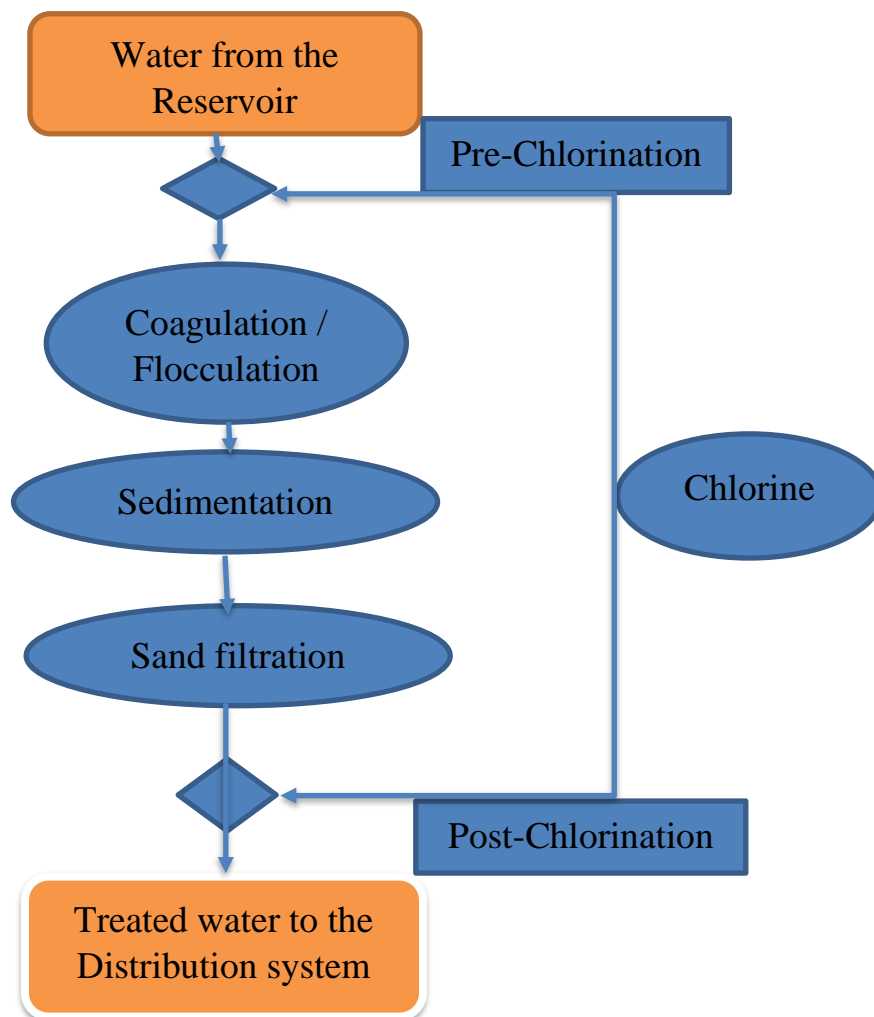 Water from the
Reservoir
Pre-Chlorination
Coagulation /
Flocculation
Sedimentation
Chlorine
Sand filtration
Post-Chlorination
Treated water to the
Distribution system